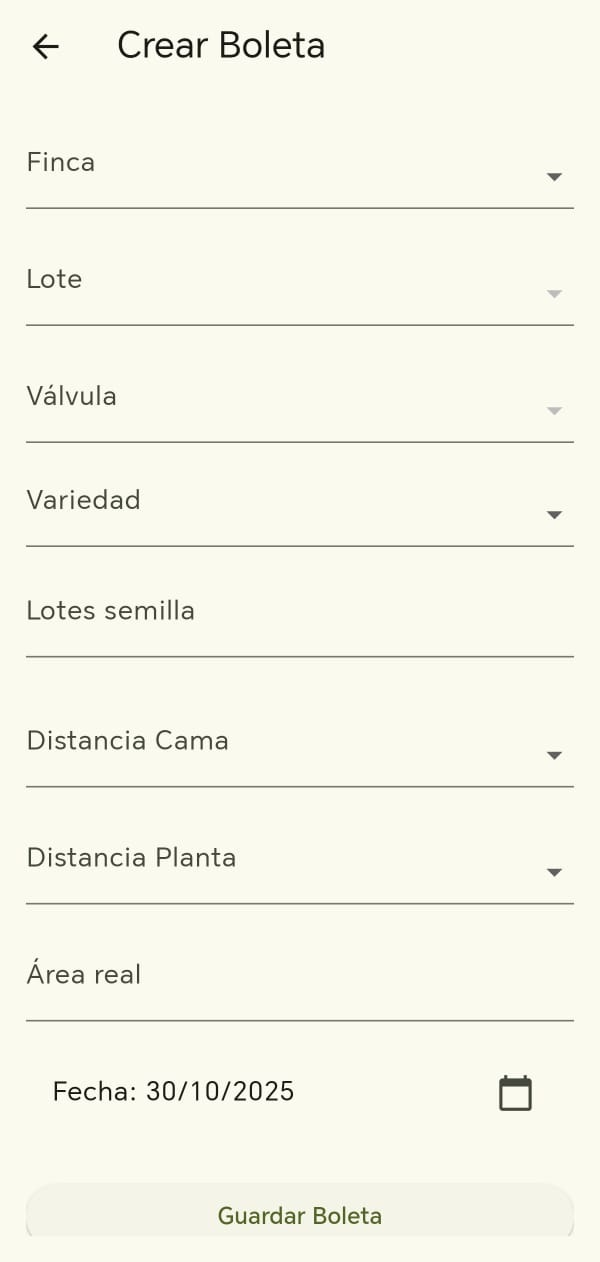 Crear Boleta
Finca
Lote
Válvula
Variedad
Lotes semilla
Distancia Cama
Distancia Planta
Área real
Fecha: 30/10/2025
Guardar Boleta